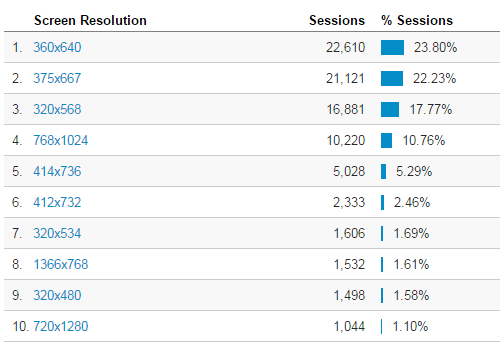 Screen Resolution Sessions % Sessions
1. 360x640 22,610 23.80%
2. 375x667 21,121 22.23%
3. 320x568 16,881 17.77%
4. 768x1024 10,220 10.76%
5. 414x736 5,028 5.29%
6. 412x732 2,333 2.46%
7. 320x534 1,606 1.69%
8. 1366x768 1,532 1.61%
9. 320x480 1,498 1.58%
10. 720x1280 1,044 1.10%